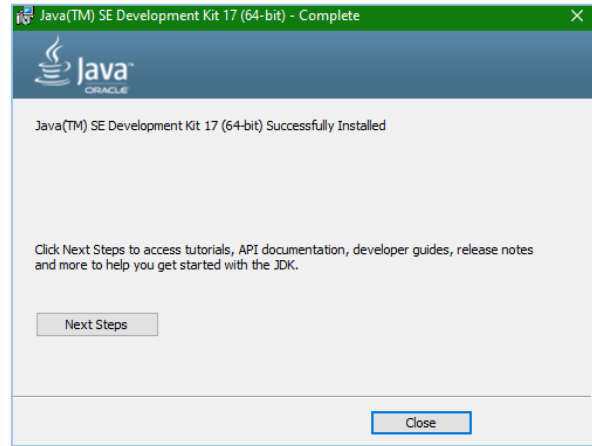 Java(TM) SE Development Kit 17 (64-bit) - Complete
Java™
ORACLE
Java(TM) SE Development Kit 17 (64-bit) Successfully Installed
Click Next Steps to access tutorials, API documentation, developer guides, release notes
and more to help you get started with the JDK.
Next Steps
Close